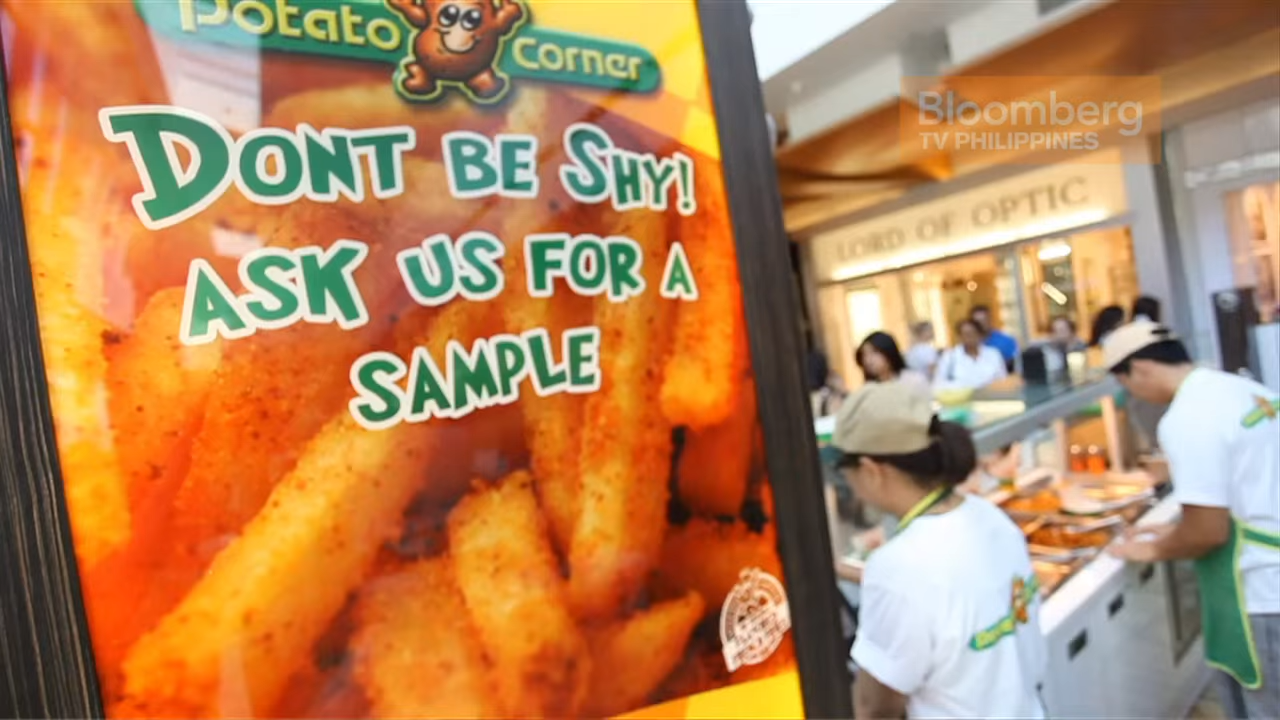 Potato
corner
DONT BE SHY!
ASK US FOR A
SAMPLE
Bloomberg
TV PHILIPPINES
LORD OF OPTIC